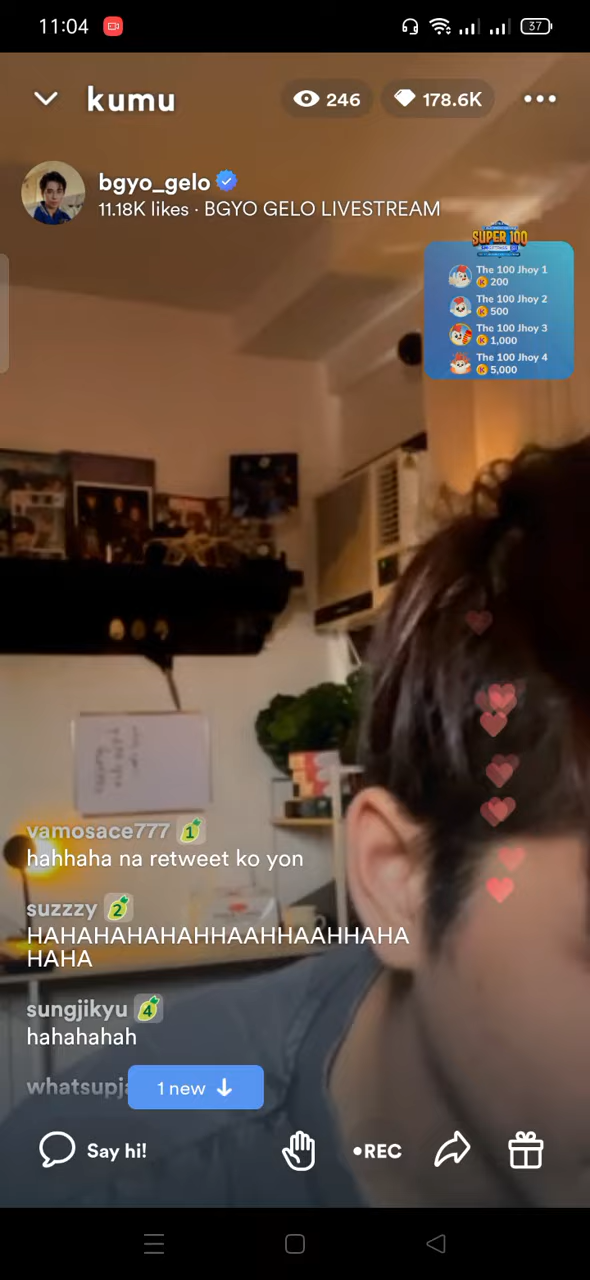 11:04
37
kumu
246
178.6K
bgyo_gelo
11.18K likes · BGYO GELO LIVESTREAM
SUPER 100
The 100 Jhoy 1
200
The 100 Jhoy 2
500
The 100 Jhoy 3
1,000
The 100 Jhoy 4
5,000
vamosace777 1
hahhaha na retweet ko yon
suzzzy 2
HAHAHAHAHAHHAAHHAAHHAHA
HAHA
sungjikyu 4
hahahahah
1 new
Say hi!
•REC